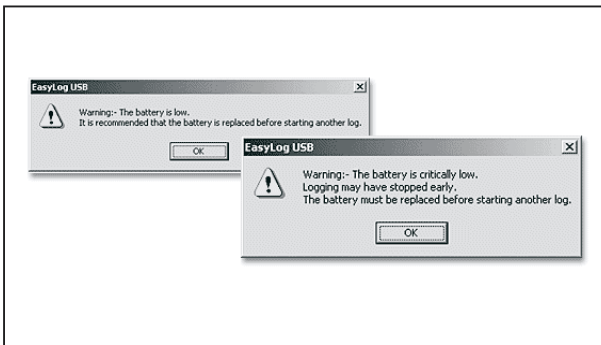 EasyLog USB
Warning:- The battery is low.
It is recommended that the battery is replaced before starting another log.
OK
EasyLog USB
Warning:- The battery is critically low.
Logging may have stopped early.
The battery must be replaced before starting another log.
OK